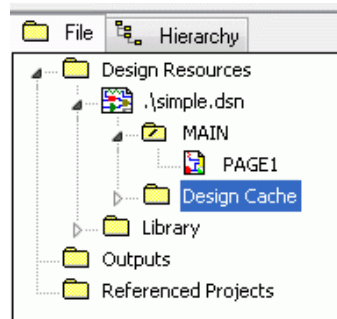 File Hierarchy
Design Resources
.\simple.dsn
MAIN
PAGE1
Design Cache
Library
Outputs
Referenced Projects